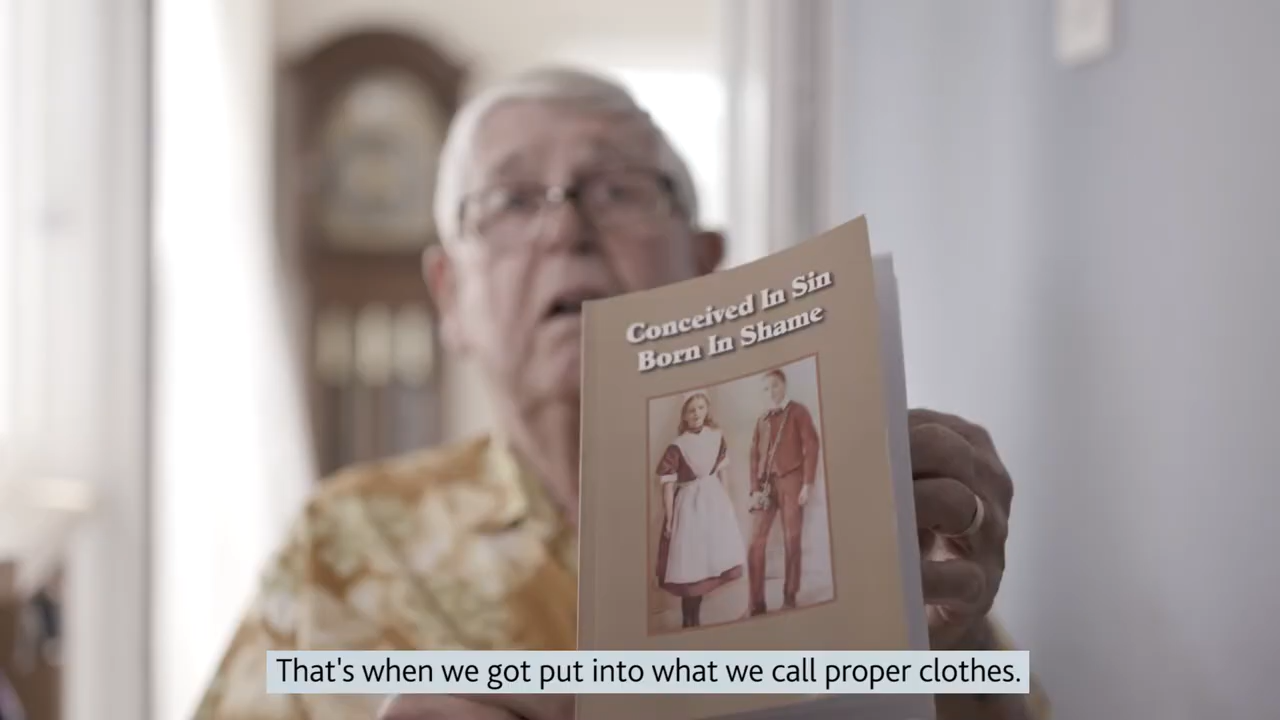 Conceived In Sin
Born In Shame
That's when we got put into what we call proper clothes.